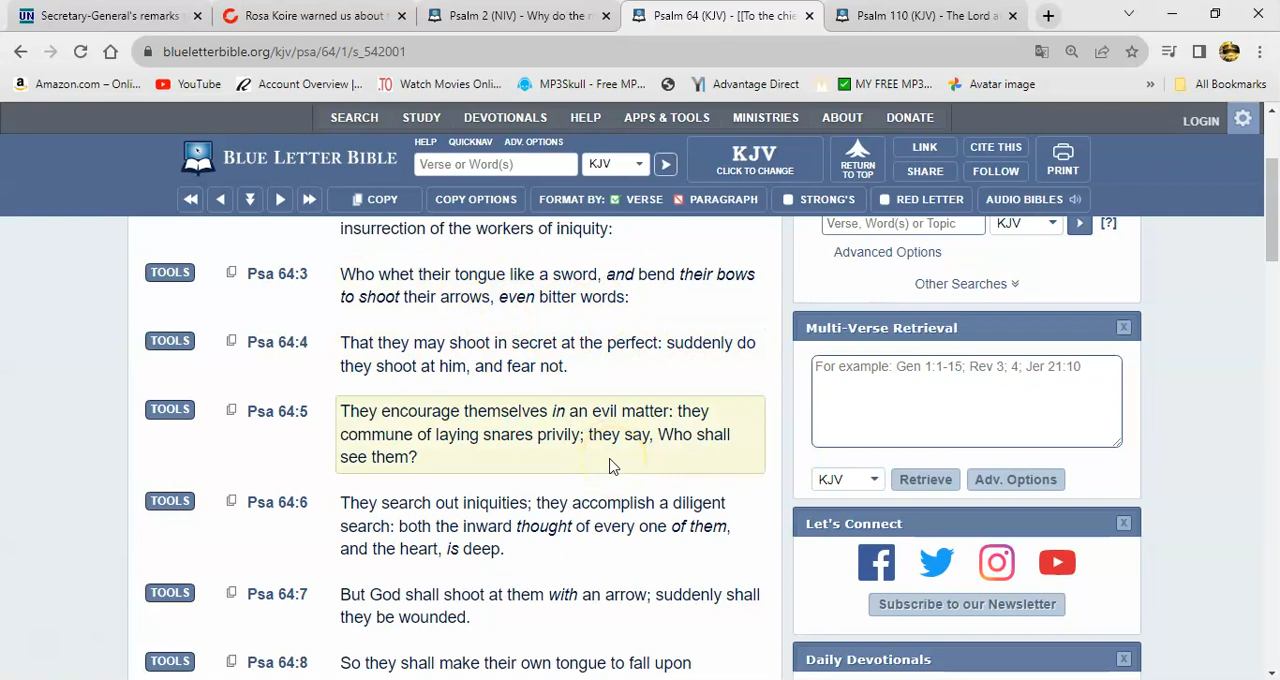 Secretary-General's remarks
Rosa Koire warned us about
Psalm 2 (NIV) - Why do the n
Psalm 64 (KJV) - [[To the chie
Psalm 110 (KJV) - The Lord a
blueletterbible.org/kjv/psa/64/1/s_542001
Amazon.com – Onli...
YouTube
Account Overview |...
Watch Movies Onli...
MP3Skull - Free MP...
Advantage Direct
MY FREE MP3...
Avatar image
»
All Bookmarks
SEARCH STUDY DEVOTIONALS HELP APPS & TOOLS MINISTRIES ABOUT DONATE
LOGIN
BLUE LETTER BIBLE
HELP QUICKNAV ADV. OPTIONS
Verse or Word(s)
KJV
KJV
CLICK TO CHANGE
RETURN
TO TOP
LINK
CITE THIS
SHARE
FOLLOW
PRINT
COPY
COPY OPTIONS
FORMAT BY: VERSE PARAGRAPH
STRONG'S
RED LETTER
AUDIO BIBLES
insurrection of the workers of iniquity:
TOOLS Psa 64:3 Who whet their tongue like a sword, and bend their bows
to shoot their arrows, even bitter words:
TOOLS Psa 64:4 That they may shoot in secret at the perfect: suddenly do
they shoot at him, and fear not.
TOOLS Psa 64:5 They encourage themselves in an evil matter: they
commune of laying snares privily; they say, Who shall
see them?
TOOLS Psa 64:6 They search out iniquities; they accomplish a diligent
search: both the inward thought of every one of them,
and the heart, is deep.
TOOLS Psa 64:7 But God shall shoot at them with an arrow; suddenly shall
they be wounded.
TOOLS Psa 64:8 So they shall make their own tongue to fall upon
Verse, Word(s) or Topic
KJV
[?]
Advanced Options
Other Searches
Multi-Verse Retrieval
X
For example: Gen 1:1-15; Rev 3; 4; Jer 21:10
KJV
Retrieve
Adv. Options
Let's Connect
X
Subscribe to our Newsletter
Daily Devotionals
X